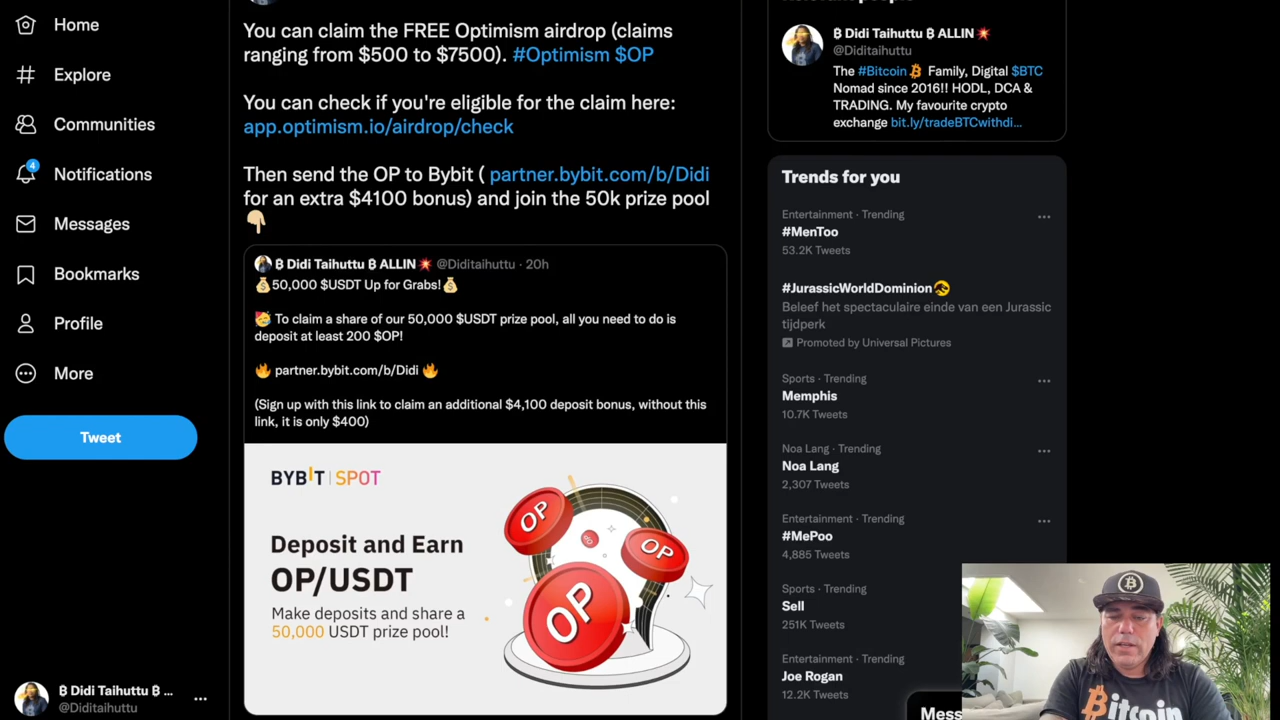 Home
Explore
Communities
4
Notifications
Messages
Bookmarks
Profile
More
Tweet
₿ Didi Taihuttu ₿ ...
@Diditaihuttu
You can claim the FREE Optimism airdrop (claims
ranging from $500 to $7500). #Optimism $OP
You can check if you're eligible for the claim here:
app.optimism.io/airdrop/check
Then send the OP to Bybit ( partner.bybit.com/b/Didi
for an extra $4100 bonus) and join the 50k prize pool
👇🏼
₿ Didi Taihuttu ₿ ALLIN💥 @Diditaihuttu · 20h
💰50,000 $USDT Up for Grabs!💰
🥳 To claim a share of our 50,000 $USDT prize pool, all you need to do is
deposit at least 200 $OP!
🔥 partner.bybit.com/b/Didi 🔥
(Sign up with this link to claim an additional $4,100 deposit bonus, without this
link, it is only $400)
BYBIT | SPOT
Deposit and Earn
OP/USDT
Make deposits and share a
50,000 USDT prize pool!
OP
OP
OP
₿ Didi Taihuttu ₿ ALLIN💥
@Diditaihuttu
The #Bitcoin Family, Digital $BTC
Nomad since 2016!! HODL, DCA &
TRADING. My favourite crypto
exchange bit.ly/tradeBTCwithdi...
Trends for you
Entertainment · Trending
#MenToo
53.2K Tweets
#JurassicWorldDominion
Beleef het spectaculaire einde van een Jurassic
tijdperk
Promoted by Universal Pictures
Sports · Trending
Memphis
10.7K Tweets
Noa Lang · Trending
Noa Lang
2,307 Tweets
Entertainment · Trending
#MePoo
4,885 Tweets
Sports · Trending
Sell
251K Tweets
Entertainment · Trending
Joe Rogan
12.2K Tweets
Mess
Bitcoin